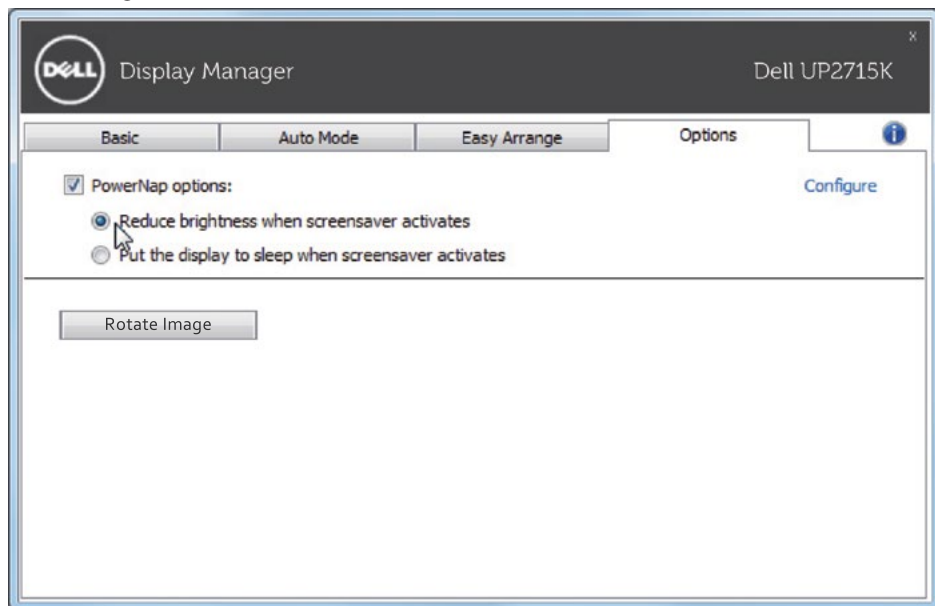 DELL Display Manager
x
Dell UP2715K
Basic Auto Mode Easy Arrange Options i
PowerNap options: Configure
Reduce brightness when screensaver activates
Put the display to sleep when screensaver activates
Rotate Image